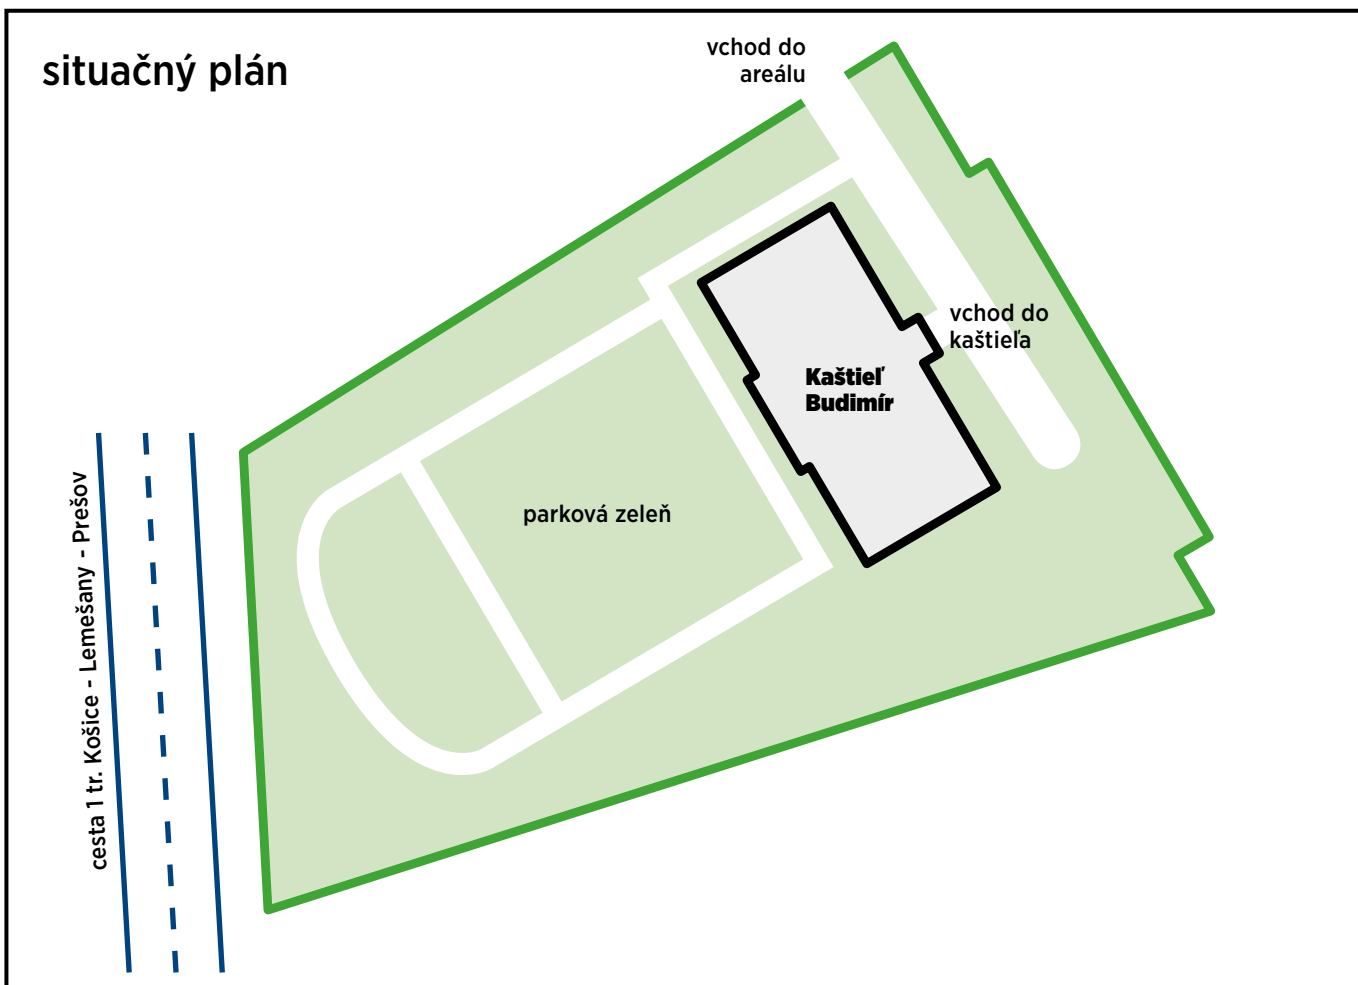 situačný plán
vchod do
areálu
vchod do
kaštieľa
Kaštieľ
Budimír
parková zeleň
cesta 1 tr. Košice - Lemešany - Prešov